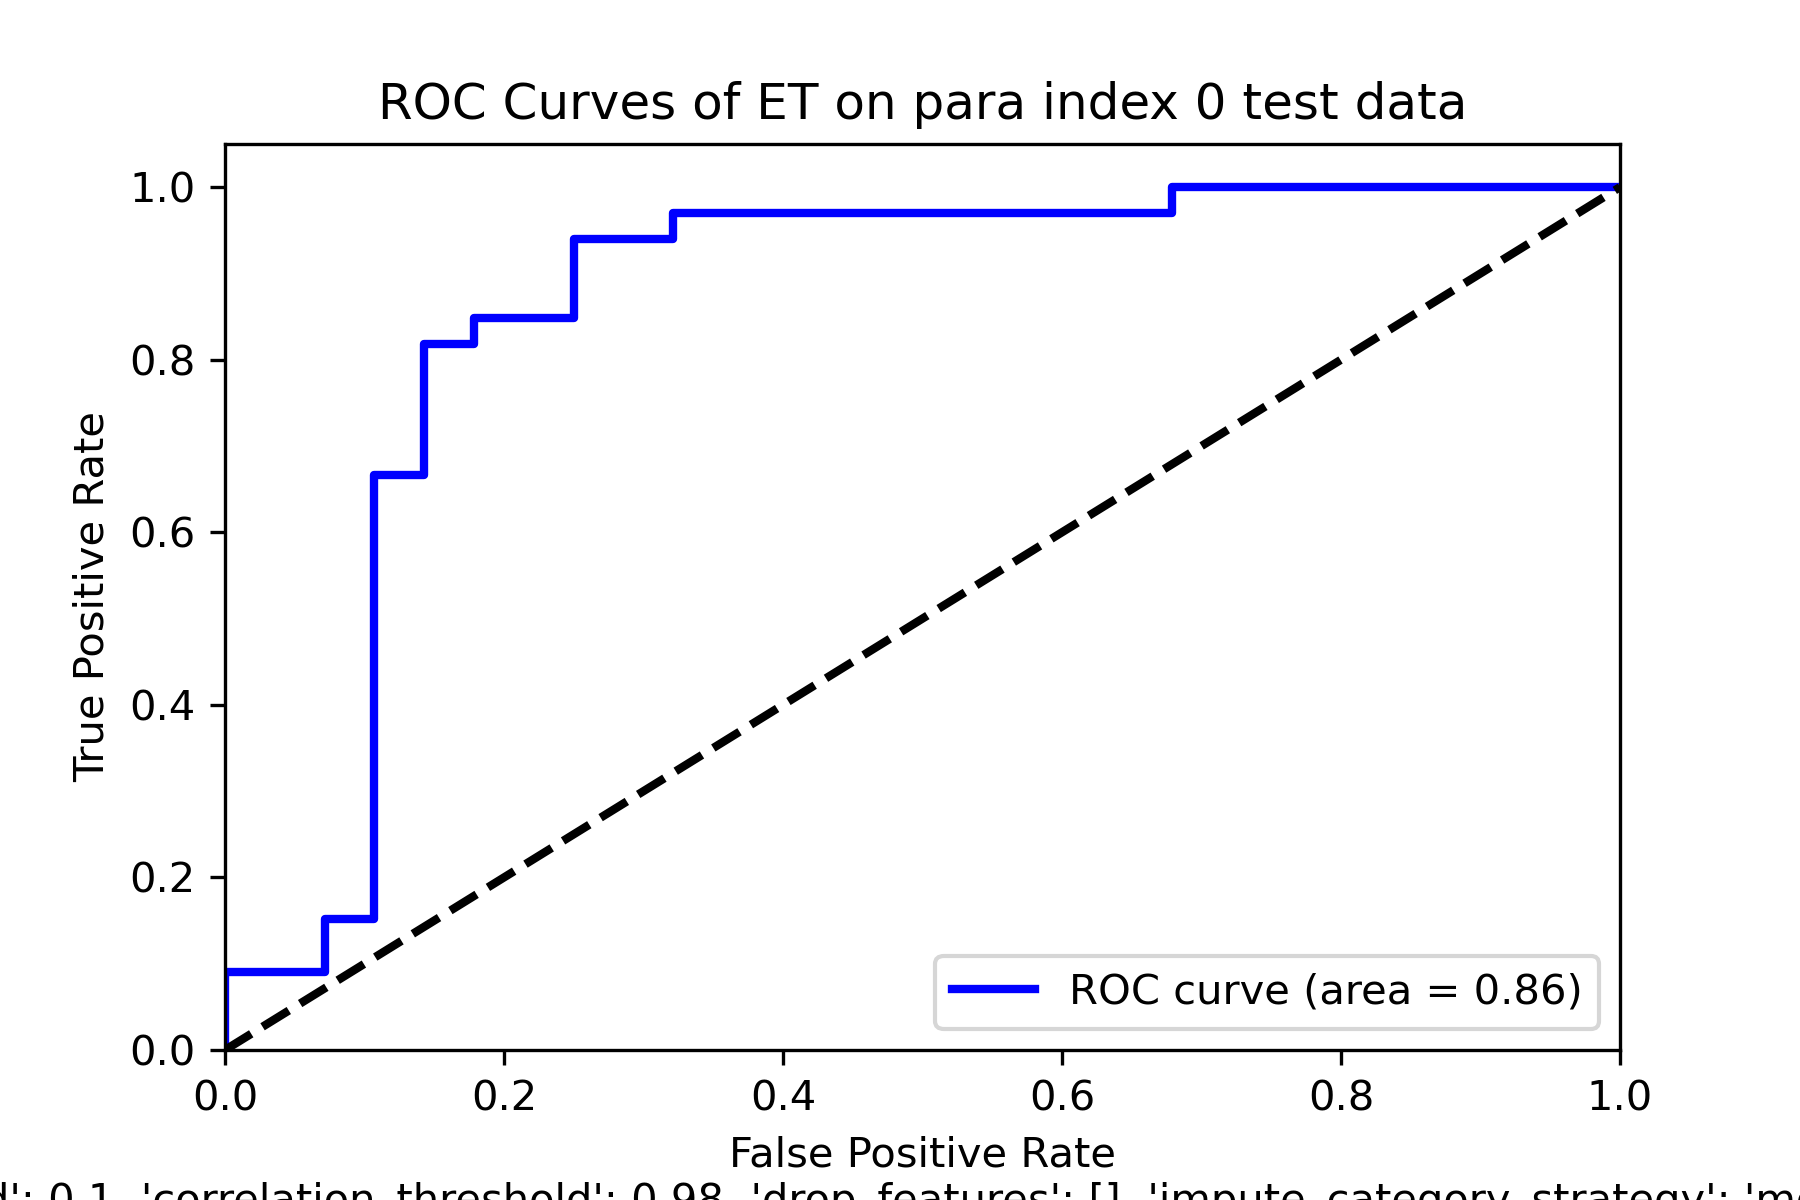 ROC Curves of ET on para index 0 test data
1.0
0.8
0.6
0.4
0.2
0.0
True Positive Rate
ROC curve (area = 0.86)
0.0 0.2 0.4 0.6 0.8 1.0
False Positive Rate
d': 0.1, 'correlation_threshold': 0.98, 'drop_features': [], 'impute_category_strategy': 'm